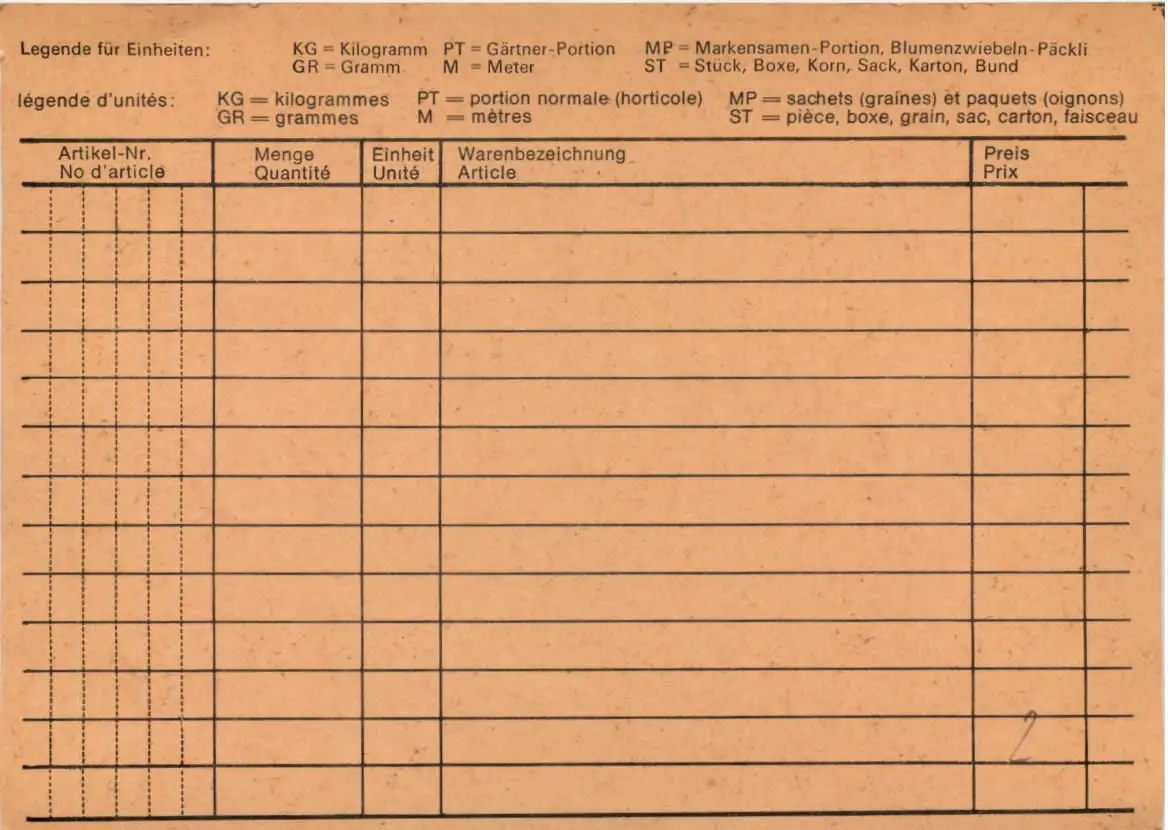 Legende für Einheiten: KG = Kilogramm PT = Gärtner-Portion MP = Markensamen-Portion, Blumenzwiebeln-Päckli
GR = Gramm M = Meter ST = Stück, Boxe, Korn, Sack, Karton, Bund
légende d'unités: KG = kilogrammes PT = portion normale (horticole) MP = sachets (graines) et paquets (oignons)
GR = grammes M = mètres ST = pièce, boxe, grain, sac, carton, faisceau
Artikel-Nr. Menge Einheit Warenbezeichnung Preis
No d'article Quantité Unité Article Prix
2